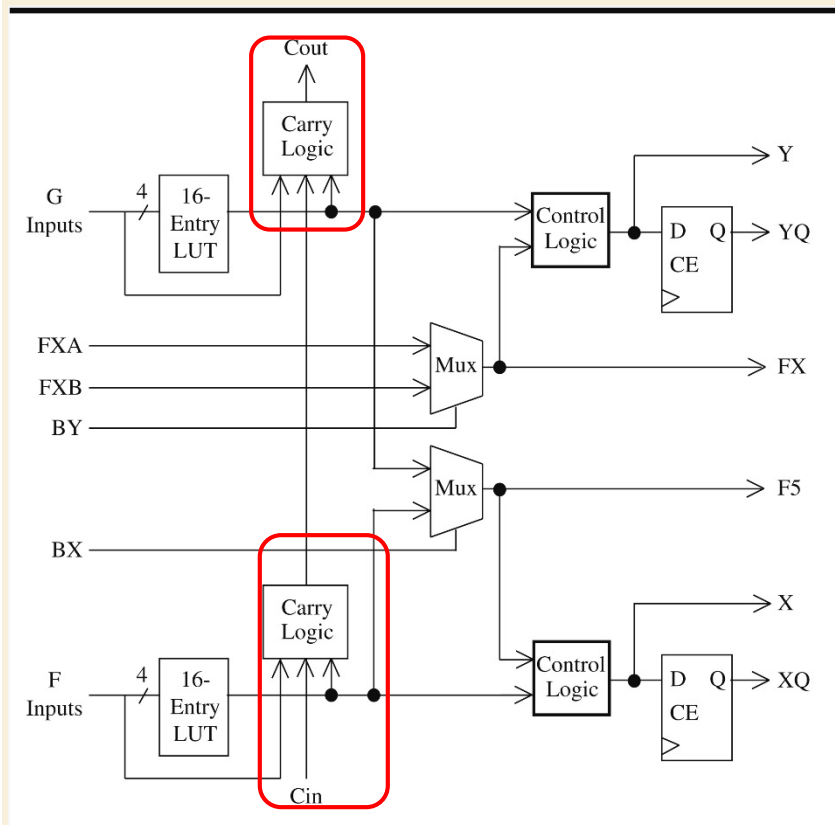 Cout
Carry
Logic
G
Inputs
4
16-
Entry
LUT
Control
Logic
Y
D Q
CE
YQ
FXA
FXB
BY
Mux
FX
Mux
F5
BX
Carry
Logic
X
F
Inputs
4
16-
Entry
LUT
Control
Logic
D Q
CE
XQ
Cin